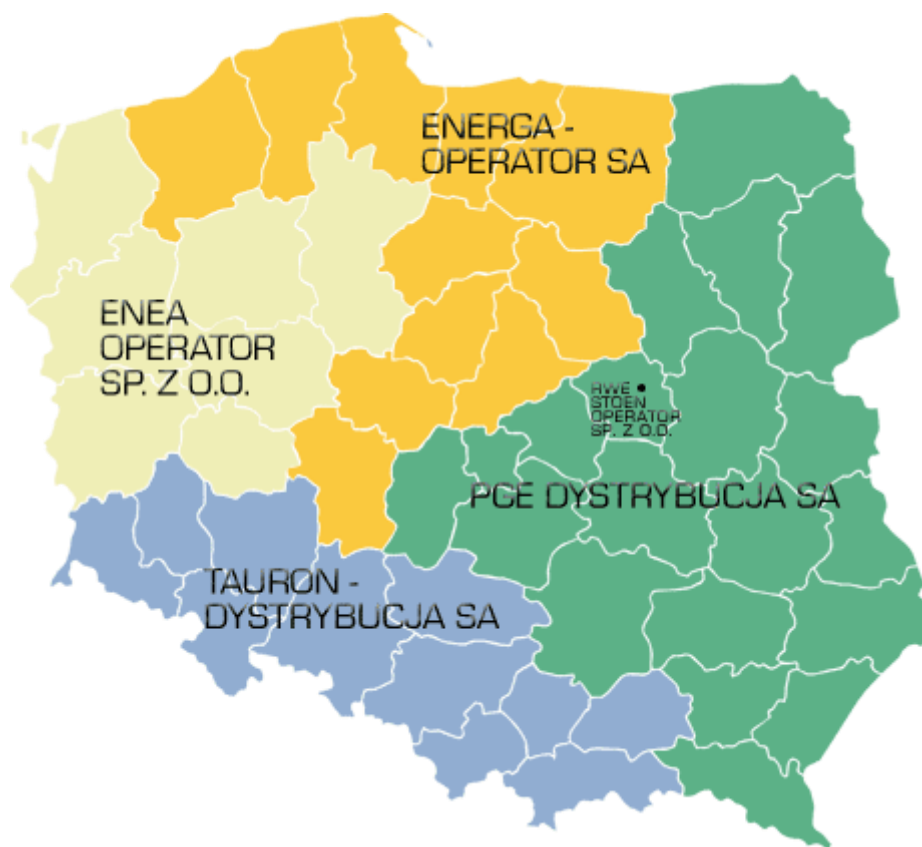 ENERGA -
OPERATOR SA
ENEA
OPERATOR
SP. Z O.O.
RWE
STOEN
OPERATOR
SP. Z O.O.
PGE DYSTRYBUCJA SA
TAURON -
DYSTRYBUCJA SA